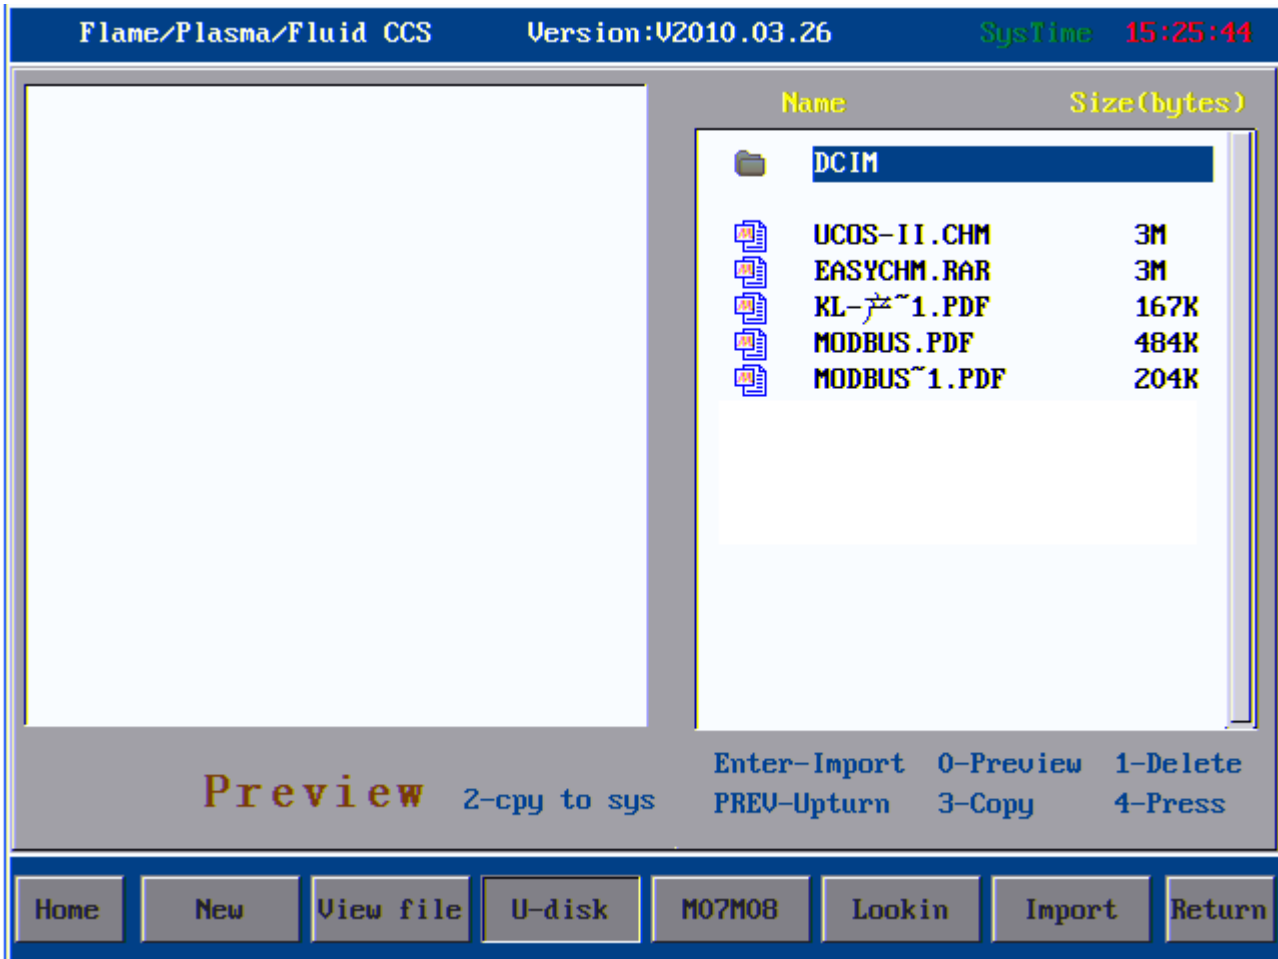 Flame/Plasma/Fluid CCS Version:V2010.03.26 SysTime 15:25:44
Name Size(bytes)
DCIM
UCOS-II.CHM 3M
EASYCHM.RAR 3M
KL-产~1.PDF 167K
MODBUS.PDF 484K
MODBUS~1.PDF 204K
Enter-Import 0-Preview 1-Delete
Preview 2-cpy to sys PREV-Upturn 3-Copy 4-Press
Home New View file U-disk M07M08 Lookin Import Return